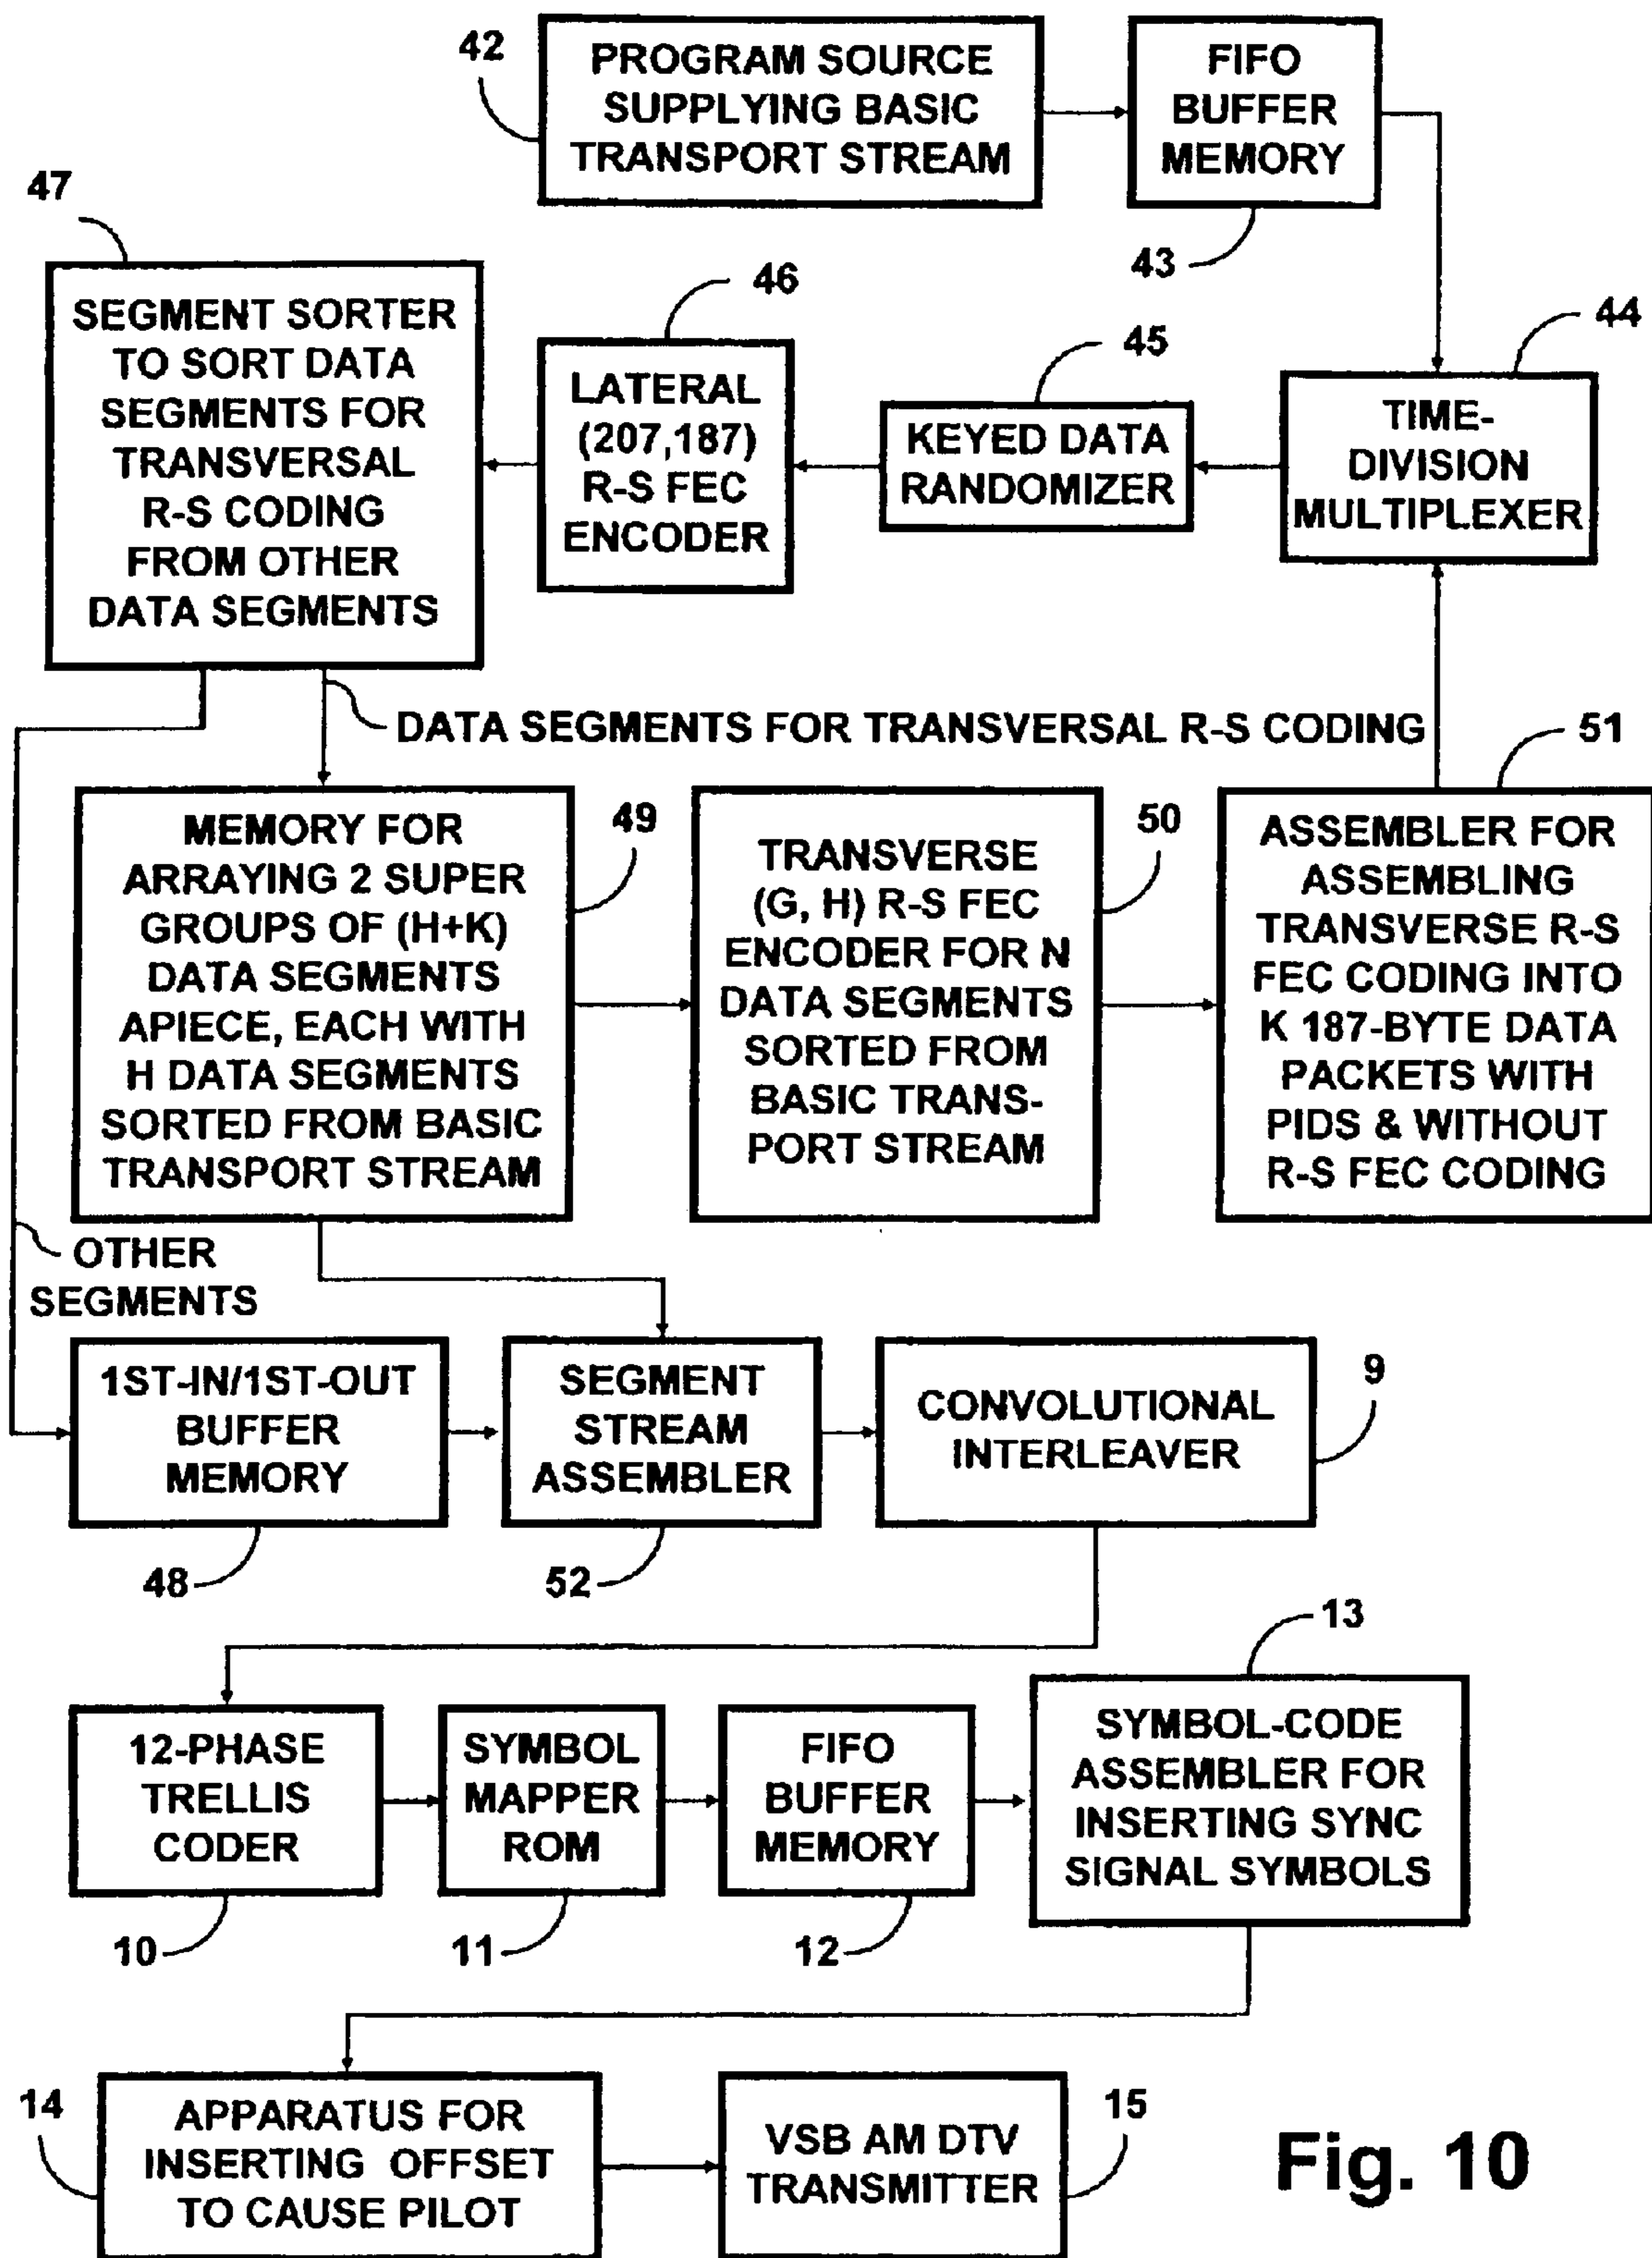 42
PROGRAM SOURCE
SUPPLYING BASIC
TRANSPORT STREAM
FIFO
BUFFER
MEMORY
43
47
SEGMENT SORTER
TO SORT DATA
SEGMENTS FOR
TRANSVERSAL
R-S CODING
FROM OTHER
DATA SEGMENTS
46
LATERAL
(207,187)
R-S FEC
ENCODER
45
KEYED DATA
RANDOMIZER
44
TIME-
DIVISION
MULTIPLEXER
DATA SEGMENTS FOR TRANSVERSAL R-S CODING
49
MEMORY FOR
ARRAYING 2 SUPER
GROUPS OF (H+K)
DATA SEGMENTS
APIECE, EACH WITH
H DATA SEGMENTS
SORTED FROM BASIC
TRANSPORT STREAM
50
TRANSVERSE
(G, H) R-S FEC
ENCODER FOR N
DATA SEGMENTS
SORTED FROM
BASIC TRANS-
PORT STREAM
51
ASSEMBLER FOR
ASSEMBLING
TRANSVERSE R-S
FEC CODING INTO
K 187-BYTE DATA
PACKETS WITH
PIDS & WITHOUT
R-S FEC CODING
OTHER
SEGMENTS
1ST-IN/1ST-OUT
BUFFER
MEMORY
48
SEGMENT
STREAM
ASSEMBLER
52
CONVOLUTIONAL
INTERLEAVER
9
12-PHASE
TRELLIS
CODER
10
SYMBOL
MAPPER
ROM
11
FIFO
BUFFER
MEMORY
12
13
SYMBOL-CODE
ASSEMBLER FOR
INSERTING SYNC
SIGNAL SYMBOLS
14
APPARATUS FOR
INSERTING OFFSET
TO CAUSE PILOT
VSB AM DTV
TRANSMITTER
15
Fig. 10